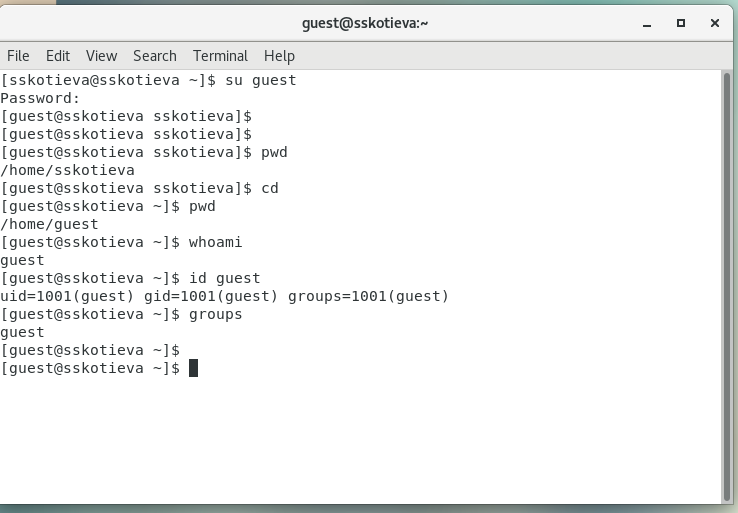 guest@sskotieva:~
File Edit View Search Terminal Help
[sskotieva@sskotieva ~]$ su guest
Password:
[guest@sskotieva sskotieva]$
[guest@sskotieva sskotieva]$
[guest@sskotieva sskotieva]$ pwd
/home/sskotieva
[guest@sskotieva sskotieva]$ cd
[guest@sskotieva ~]$ pwd
/home/guest
[guest@sskotieva ~]$ whoami
guest
[guest@sskotieva ~]$ id guest
uid=1001(guest) gid=1001(guest) groups=1001(guest)
[guest@sskotieva ~]$ groups
guest
[guest@sskotieva ~]$
[guest@sskotieva ~]$